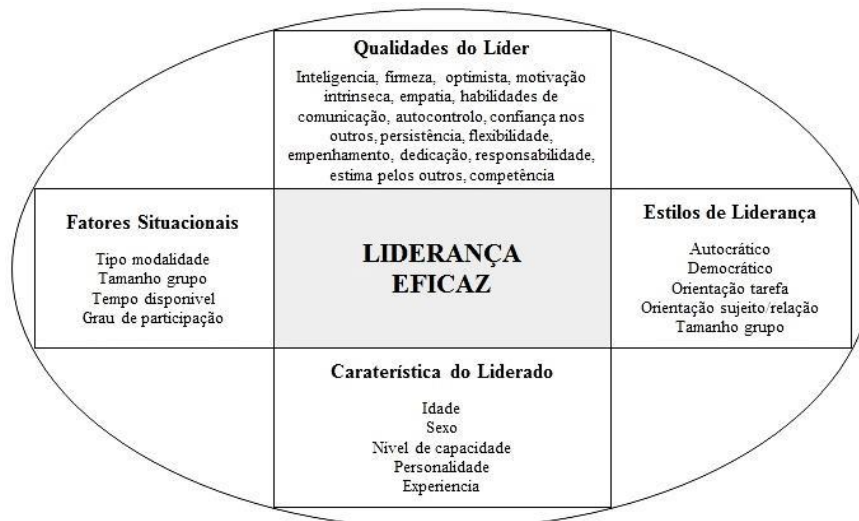 Qualidades do Líder
Inteligencia, firmeza, optimista, motivação
intrinseca, empatia, habilidades de
comunicação, autocontrolo, confiança nos
outros, persistência, flexibilidade,
empenhamento, dedicação, responsabilidade,
estima pelos outros, competência
Fatores Situacionais
Tipo modalidade
Tamanho grupo
Tempo disponivel
Grau de participação
LIDERANÇA
EFICAZ
Estilos de Liderança
Autocrático
Democrático
Orientação tarefa
Orientação sujeito/relação
Tamanho grupo
Caraterística do Liderado
Idade
Sexo
Nivel de capacidade
Personalidade
Experiencia